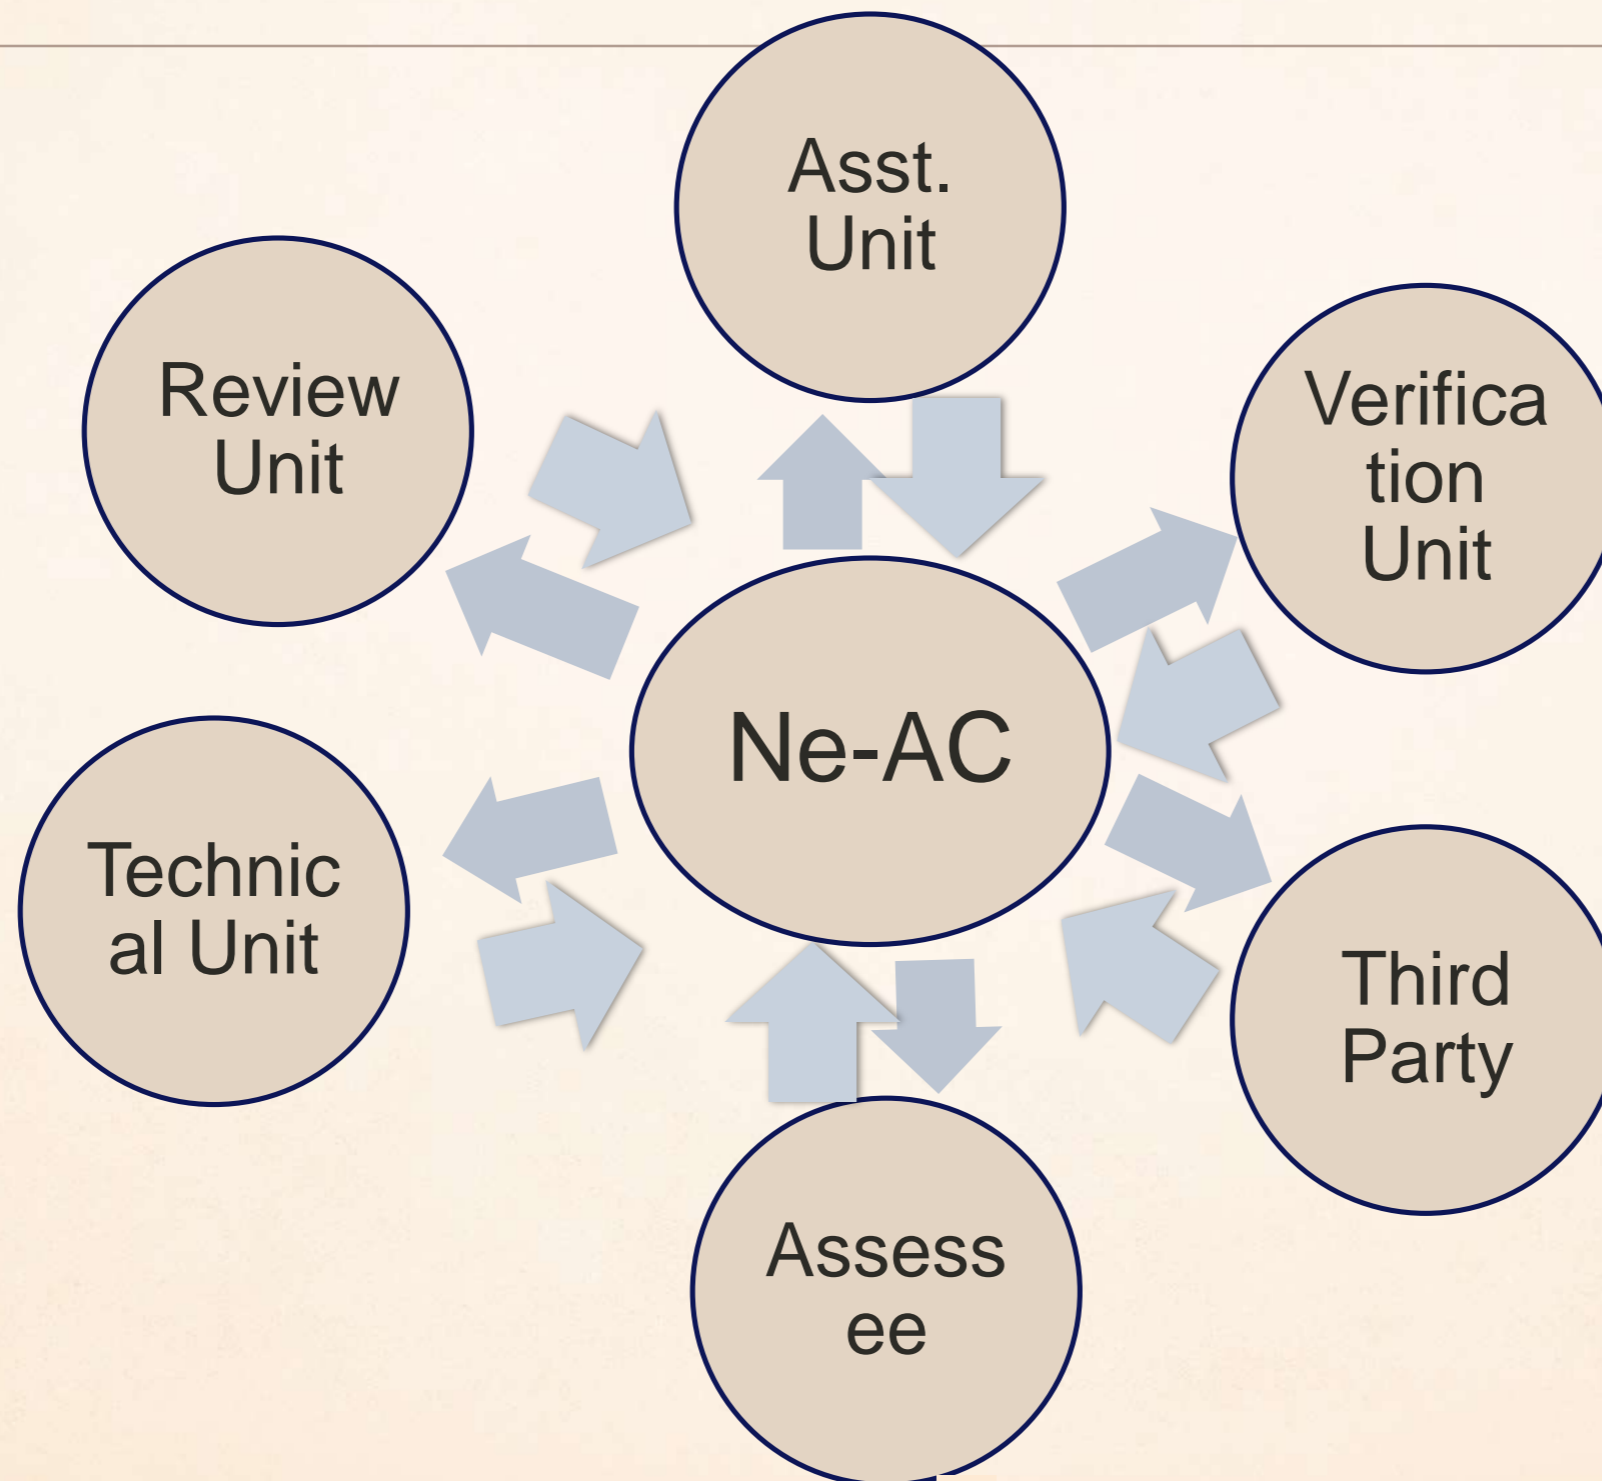 Asst.
Unit
Review
Unit
Verifica
tion
Unit
Ne-AC
Technic
al Unit
Third
Party
Assess
ee